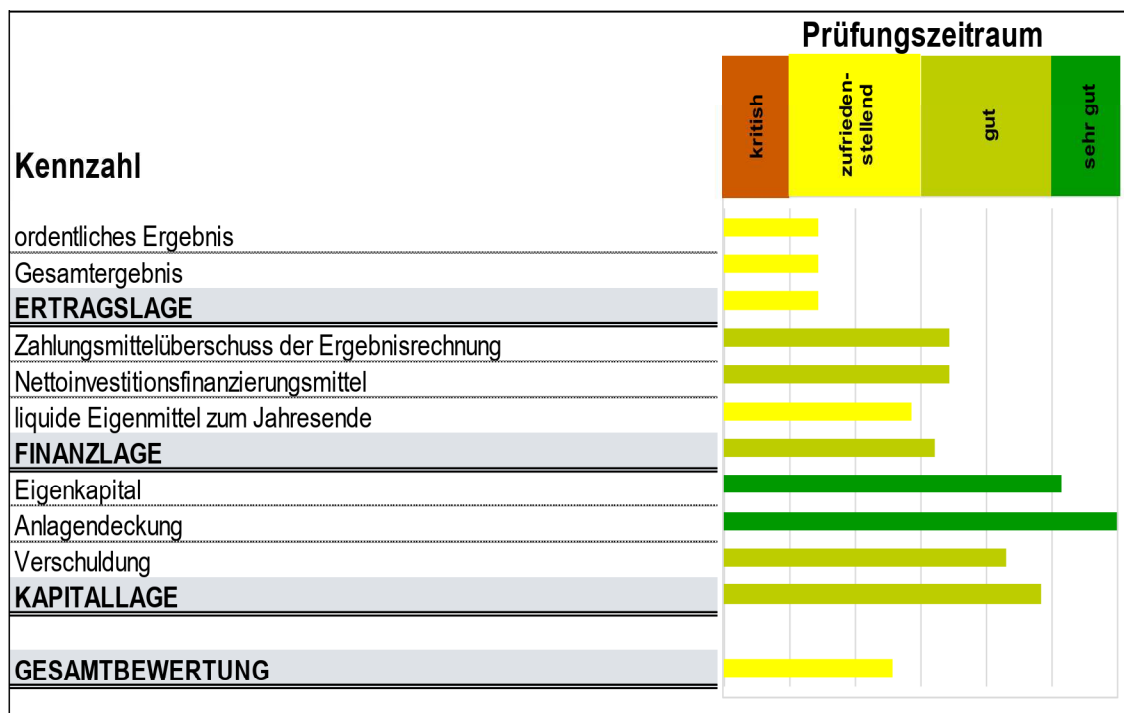 Prüfungszeitraum
kritish
zufrieden-
stellend
gut
sehr gut
Kennzahl
ordentliches Ergebnis
Gesamtergebnis
ERTRAGSLAGE
Zahlungsmittelüberschuss der Ergebnisrechnung
Nettoinvestitionsfinanzierungsmittel
liquide Eigenmittel zum Jahresende
FINANZLAGE
Eigenkapital
Anlagendeckung
Verschuldung
KAPITALLAGE
GESAMTBEWERTUNG